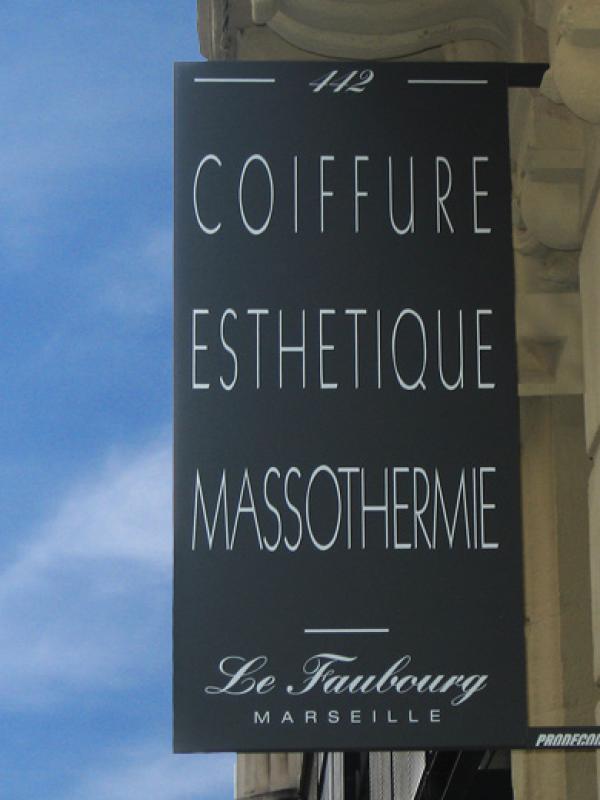 442
COIFFURE
ESTHETIQUE
MASSOTHERMIE
Le Faubourg
MARSEILLE